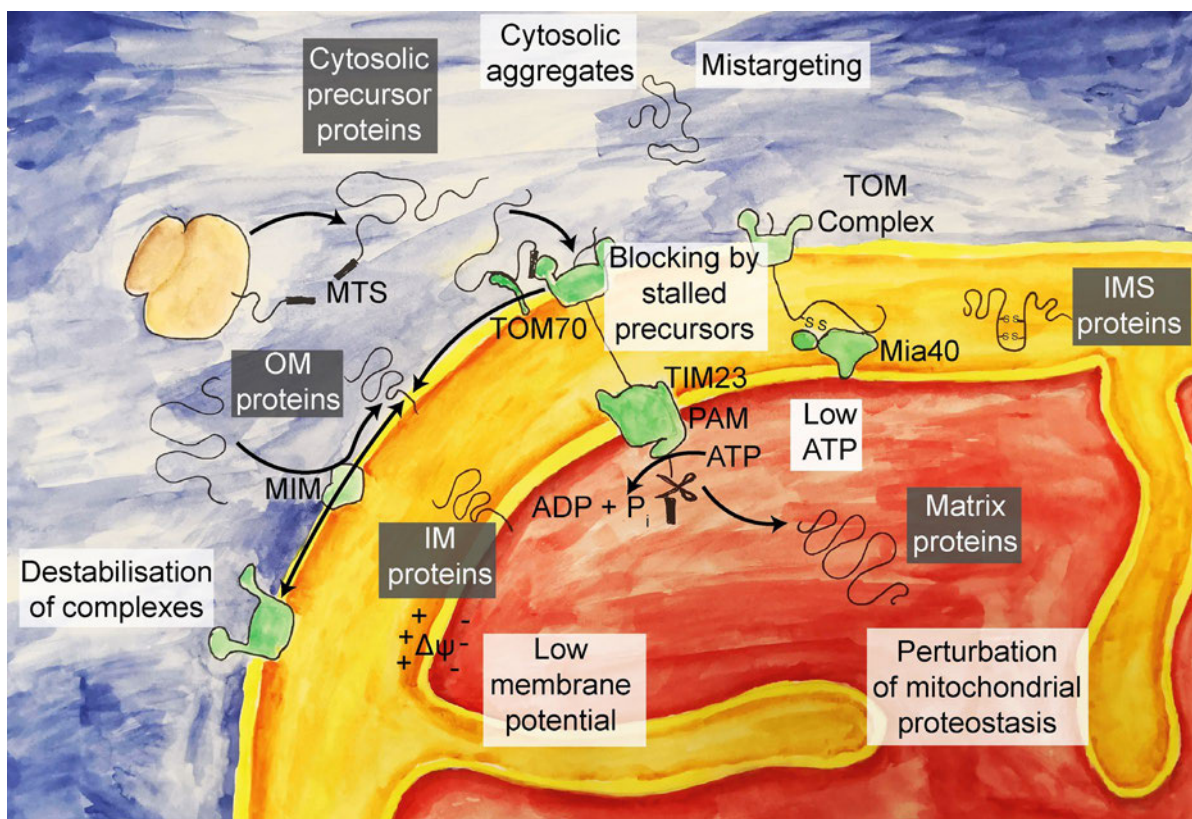 Cytosolic
precursor
proteins
Cytosolic
aggregates
Mistargeting
TOM
Complex
MTS
TOM70
Blocking by
stalled
precursors
IMS
proteins
s s
s s
s s
Mia40
OM
proteins
MIM
TIM23
PAM
ATP
ADP + Pi
Low
ATP
Matrix
proteins
IM
proteins
Destabilisation
of complexes
+ -
+ Δψ -
+ -
Low
membrane
potential
Perturbation
of mitochondrial
proteostasis